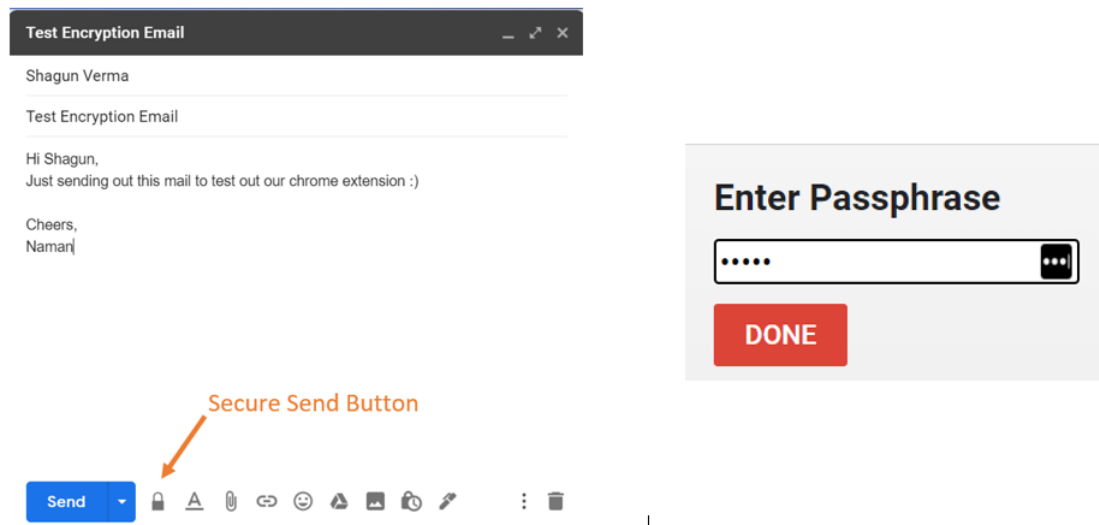 Test Encryption Email
Shagun Verma
Test Encryption Email
Hi Shagun,
Just sending out this mail to test out our chrome extension :)
Cheers,
Naman
Secure Send Button
Send
Enter Passphrase
DONE